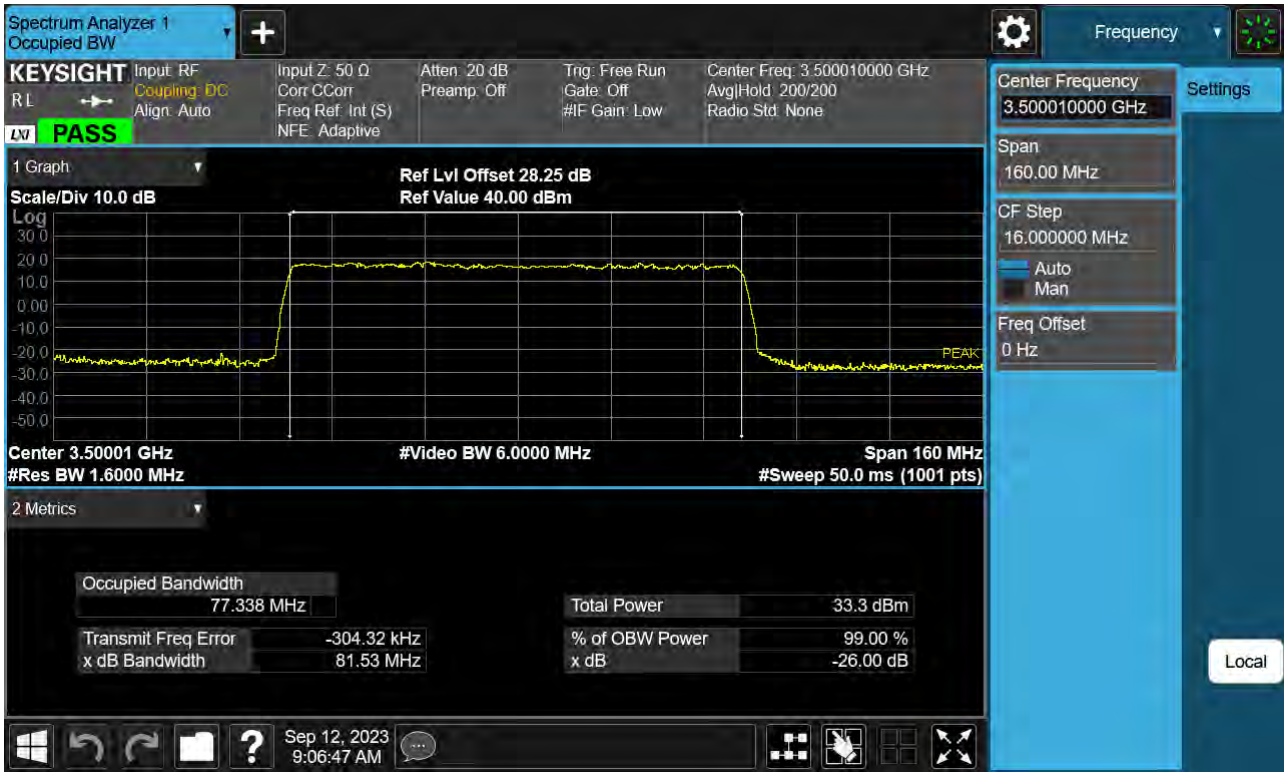 Spectrum Analyzer 1
Occupied BW
+
Frequency
KEYSIGHT
RL
LXI PASS
Input: RF
Coupling: DC
Align: Auto
Input Z: 50 Ω
Corr CCorr
Freq Ref: Int (S)
NFE: Adaptive
Atten: 20 dB
Preamp: Off
Trig: Free Run
Gate: Off
#IF Gain: Low
Center Freq: 3.500010000 GHz
Avg|Hold: 200/200
Radio Std: None
Center Frequency
3.500010000 GHz
Settings
Span
160.00 MHz
CF Step
16.000000 MHz
Auto
Man
Freq Offset
0 Hz
Local
1 Graph
Scale/Div 10.0 dB
Ref Lvl Offset 28.25 dB
Ref Value 40.00 dBm
Log
30.0
20.0
10.0
0.00
-10.0
-20.0
-30.0
-40.0
-50.0
PEAK
Center 3.50001 GHz
#Video BW 6.0000 MHz
Span 160 MHz
#Res BW 1.6000 MHz
#Sweep 50.0 ms (1001 pts)
2 Metrics
Occupied Bandwidth
77.338 MHz
Total Power 33.3 dBm
Transmit Freq Error -304.32 kHz
% of OBW Power 99.00 %
x dB Bandwidth 81.53 MHz
x dB -26.00 dB
?
Sep 12, 2023
9:06:47 AM